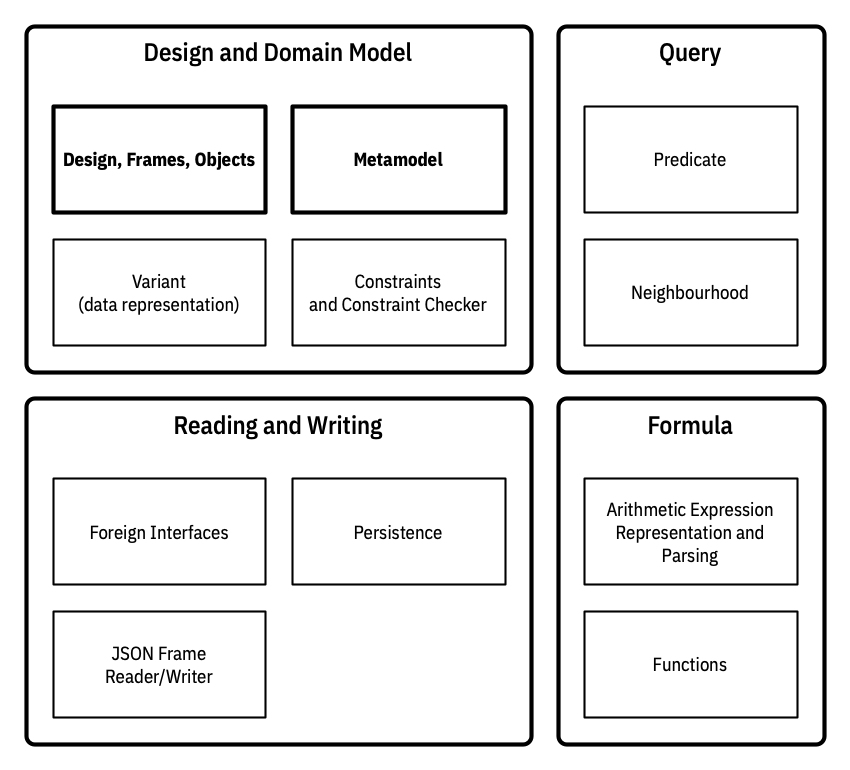 Design and Domain Model
Design, Frames, Objects
Metamodel
Variant
(data representation)
Constraints
and Constraint Checker
Query
Predicate
Neighbourhood
Reading and Writing
Foreign Interfaces
Persistence
JSON Frame
Reader/Writer
Formula
Arithmetic Expression
Representation and
Parsing
Functions